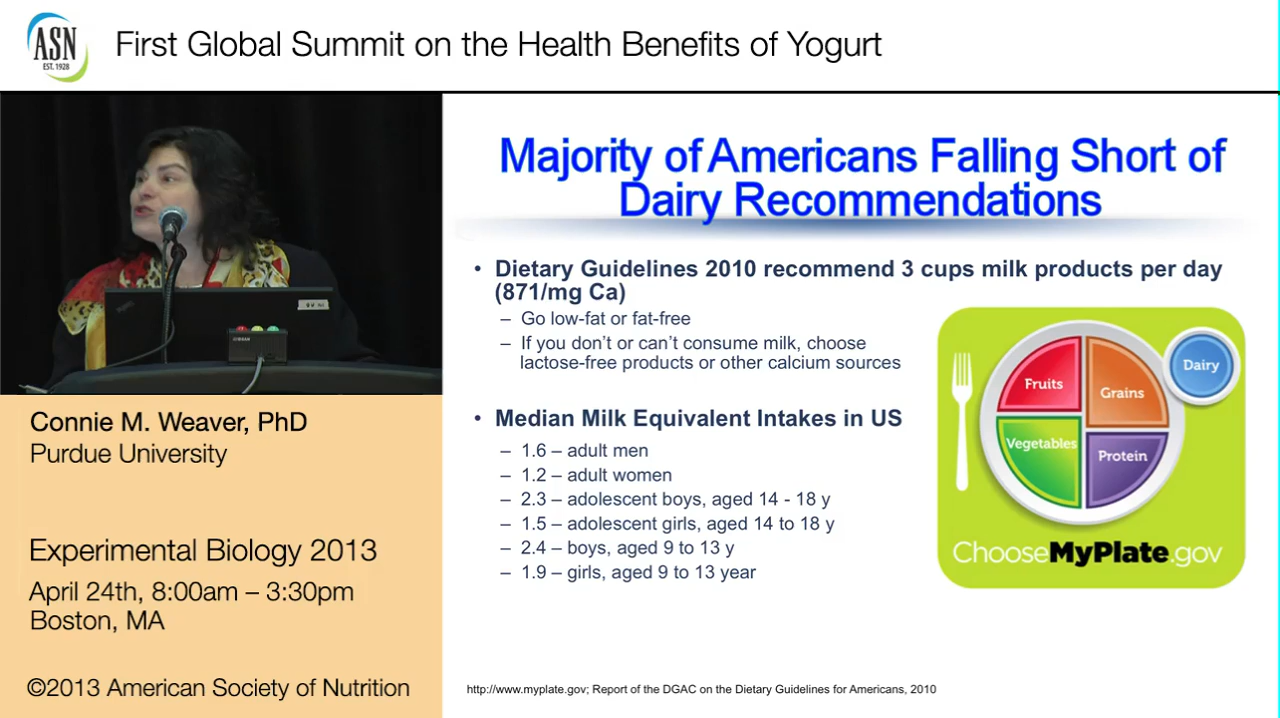 ASN
EST. 1928
First Global Summit on the Health Benefits of Yogurt
Connie M. Weaver, PhD
Purdue University
Experimental Biology 2013
April 24th, 8:00am – 3:30pm
Boston, MA
©2013 American Society of Nutrition
Majority of Americans Falling Short of
Dairy Recommendations
• Dietary Guidelines 2010 recommend 3 cups milk products per day
(871/mg Ca)
– Go low-fat or fat-free
– If you don’t or can’t consume milk, choose
lactose-free products or other calcium sources
• Median Milk Equivalent Intakes in US
– 1.6 – adult men
– 1.2 – adult women
– 2.3 – adolescent boys, aged 14 - 18 y
– 1.5 – adolescent girls, aged 14 to 18 y
– 2.4 – boys, aged 9 to 13 y
– 1.9 – girls, aged 9 to 13 year
Fruits
Grains
Dairy
Vegetables
Protein
ChooseMyPlate.gov
http://www.myplate.gov; Report of the DGAC on the Dietary Guidelines for Americans, 2010